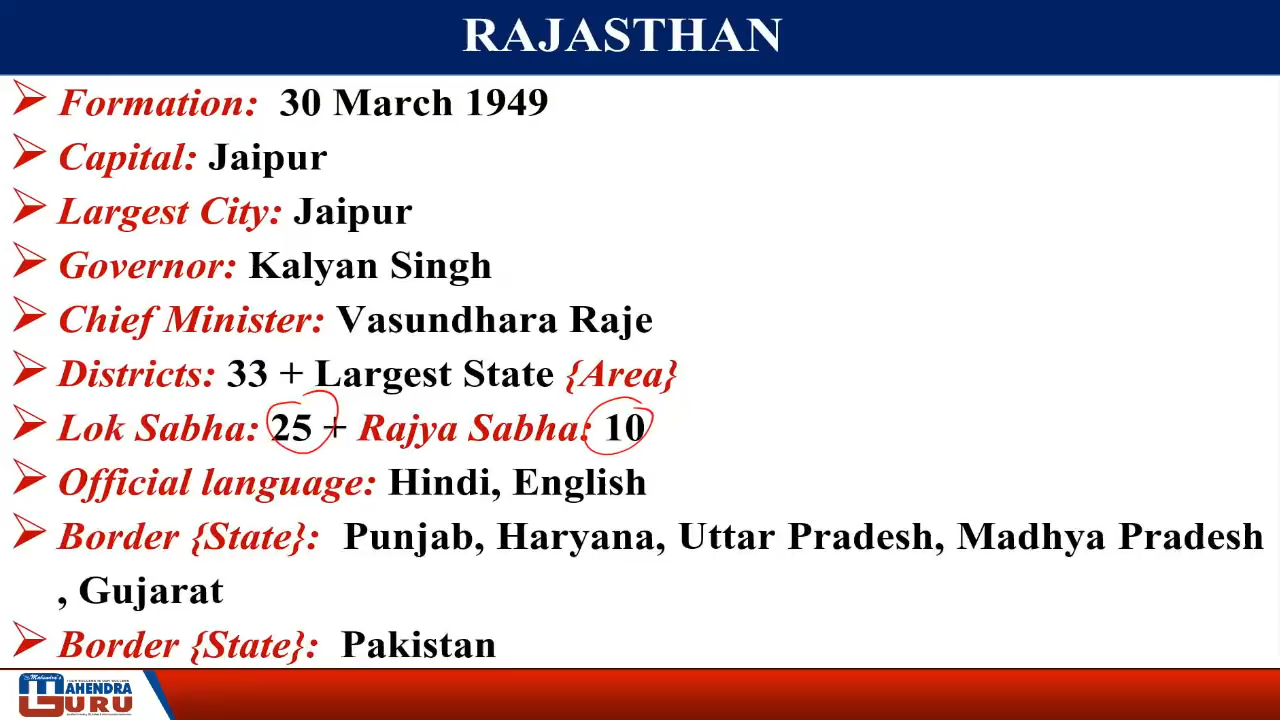 RAJASTHAN
Formation: 30 March 1949
Capital: Jaipur
Largest City: Jaipur
Governor: Kalyan Singh
Chief Minister: Vasundhara Raje
Districts: 33 + Largest State {Area}
Lok Sabha: 25 + Rajya Sabha: 10
Official language: Hindi, English
Border {State}: Punjab, Haryana, Uttar Pradesh, Madhya Pradesh
, Gujarat
Border {State}: Pakistan
Mahendra's
MAHENDRA
GURU